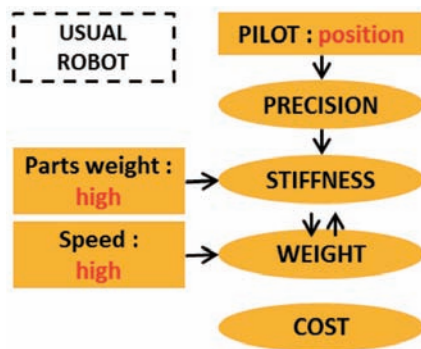 USUAL
ROBOT
PILOT : position
PRECISION
Parts weight :
high
STIFFNESS
Speed :
high
WEIGHT
COST